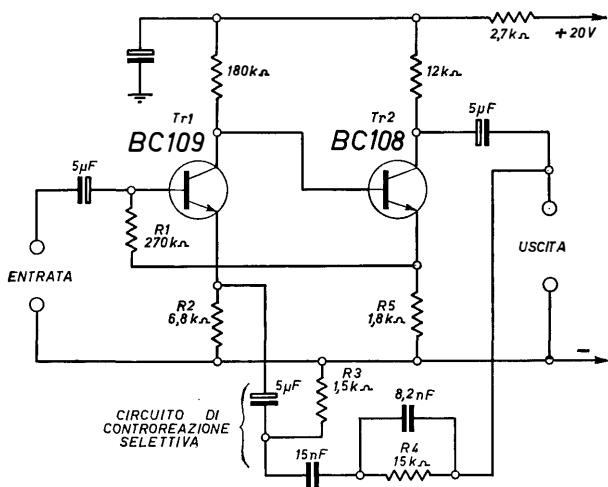 2,7kΩ
+20V
180kΩ
12kΩ
Tr1
BC109
Tr2
BC108
5µF
5µF
R1
270kΩ
ENTRATA
USCITA
R2
6,8kΩ
R5
1,8kΩ
R3
1,5kΩ
5µF
8,2nF
CIRCUITO DI
CONTROREAZIONE
SELETTIVA
15nF
R4
15kΩ